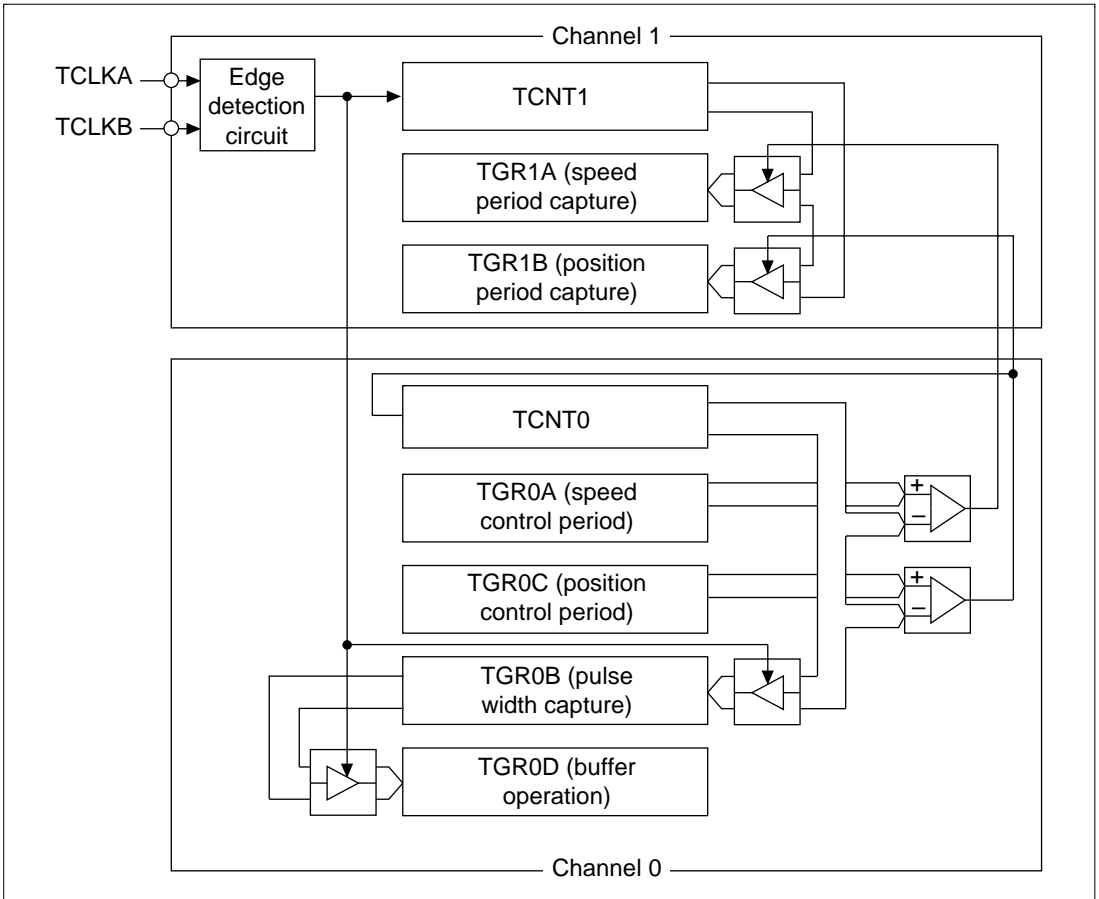 Channel 1
TCLKA
TCLKB
Edge
detection
circuit
TCNT1
TGR1A (speed
period capture)
TGR1B (position
period capture)
TCNT0
TGR0A (speed
control period)
+
−
TGR0C (position
control period)
+
−
TGR0B (pulse
width capture)
TGR0D (buffer
operation)
Channel 0